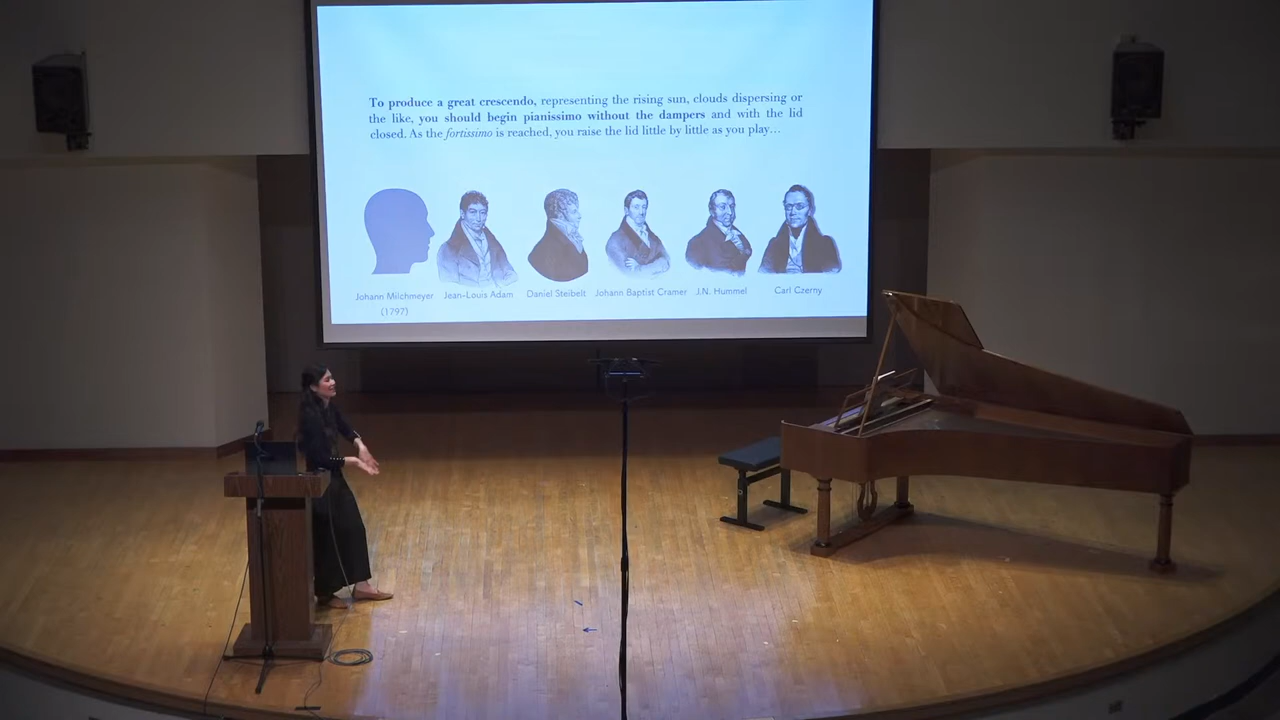 To produce a great crescendo, representing the rising sun, clouds dispersing or
the like, you should begin pianissimo without the dampers and with the lid
closed. As the fortissimo is reached, you raise the lid little by little as you play…
Johann Milchmeyer Jean-Louis Adam Daniel Steibelt Johann Baptist Cramer J.N. Hummel Carl Czerny
(1797)